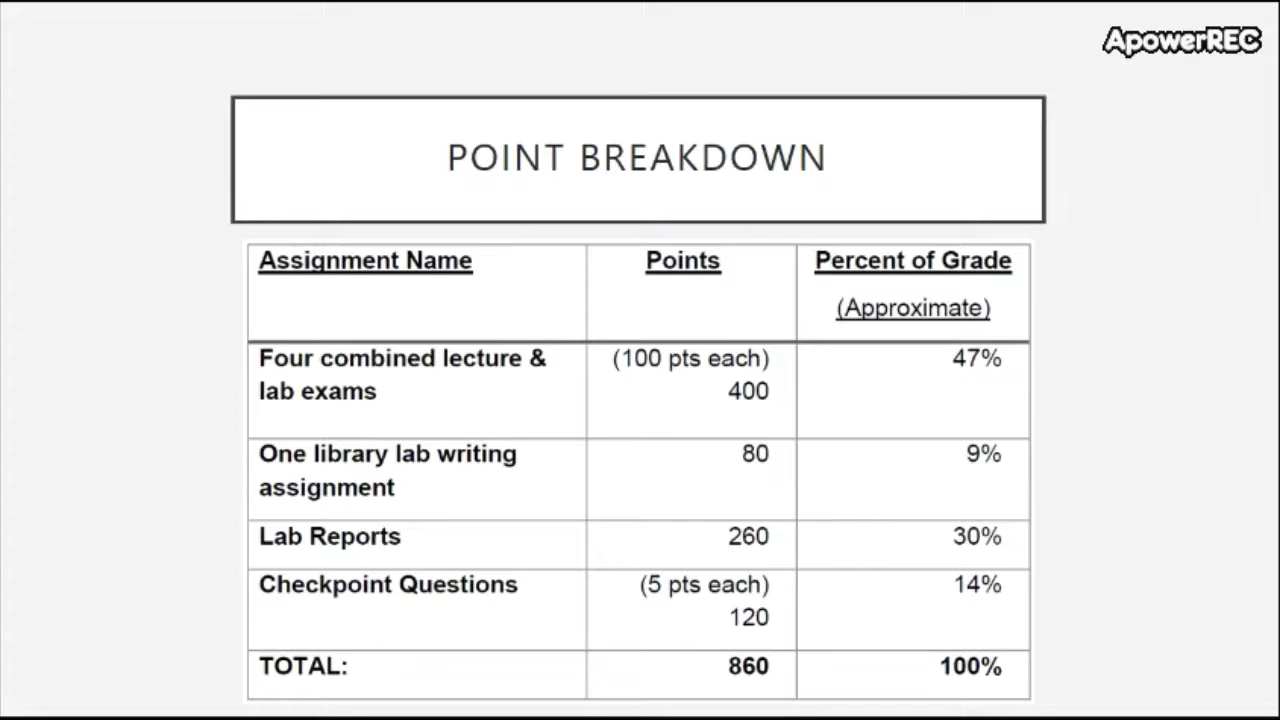 ApowerREC
POINT BREAKDOWN
Assignment Name Points Percent of Grade
(Approximate)
Four combined lecture & (100 pts each) 47%
lab exams 400
One library lab writing 80 9%
assignment
Lab Reports 260 30%
Checkpoint Questions (5 pts each) 14%
120
TOTAL: 860 100%